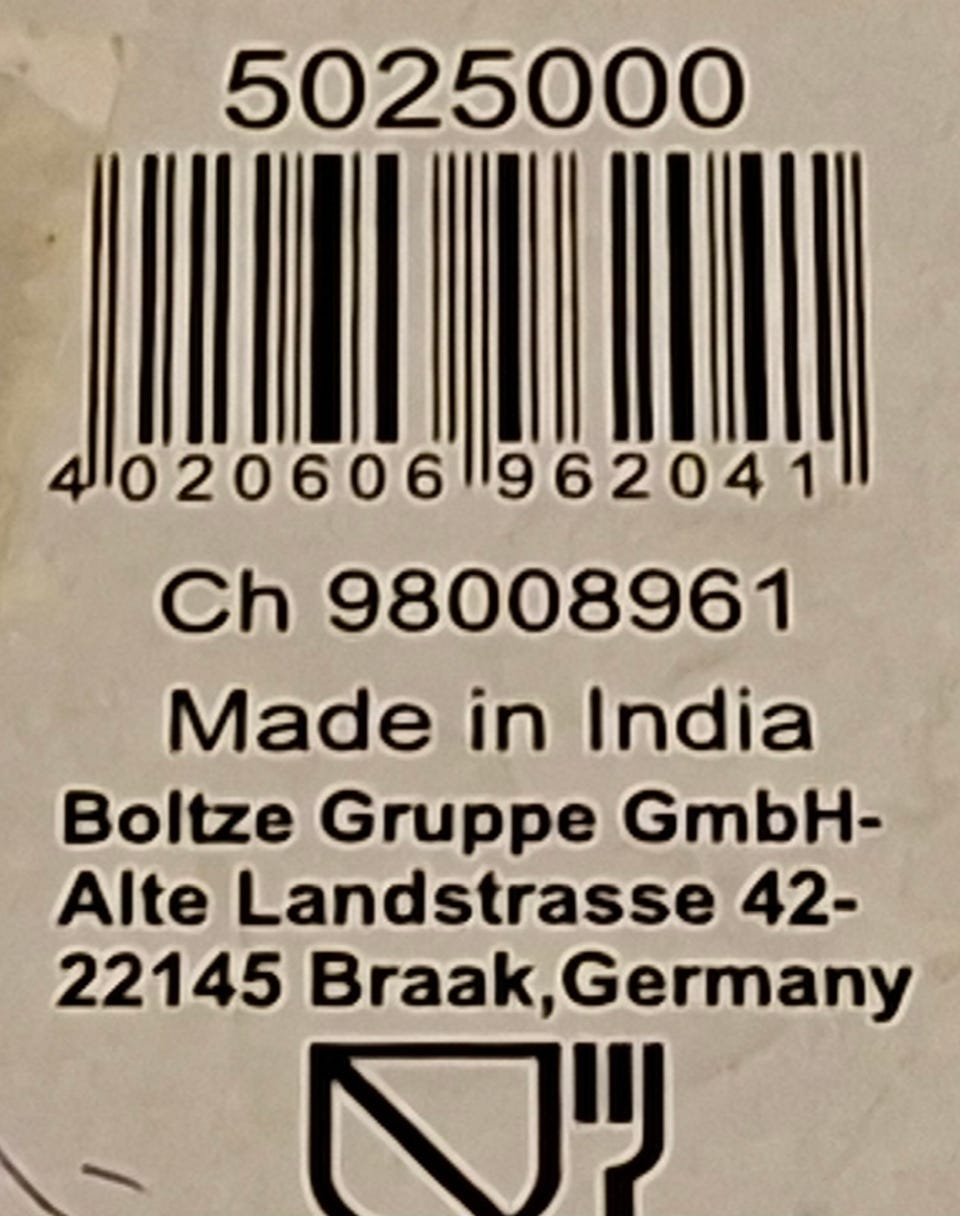 5025000
4 020606 962041
Ch 98008961
Made in India
Boltze Gruppe GmbH-
Alte Landstrasse 42-
22145 Braak,Germany